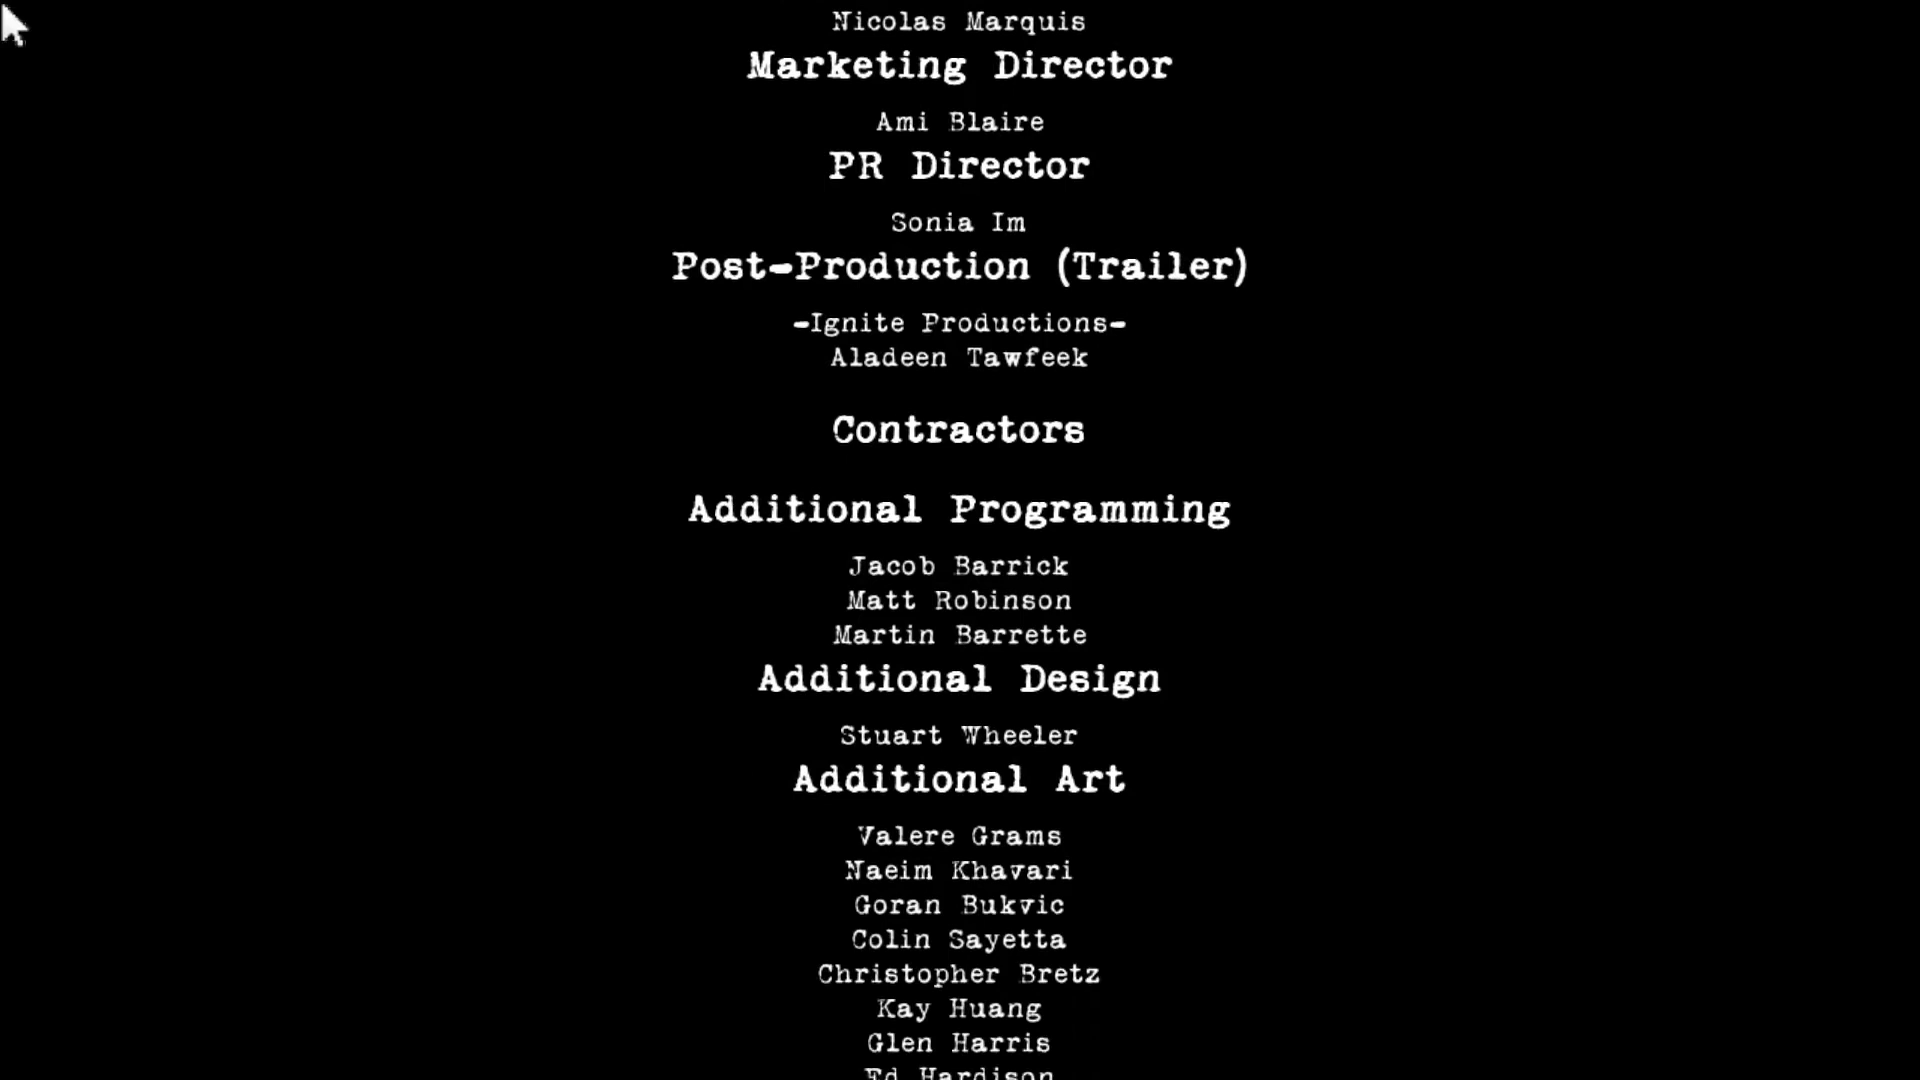 Nicolas Marquis
Marketing Director
Ami Blaire
PR Director
Sonia Im
Post-Production (Trailer)
-Ignite Productions-
Aladeen Tawfeek
Contractors
Additional Programming
Jacob Barrick
Matt Robinson
Martin Barrette
Additional Design
Stuart Wheeler
Additional Art
Valere Grams
Naeim Khavari
Goran Bukvic
Colin Sayetta
Christopher Bretz
Kay Huang
Glen Harris
Ed Hardison